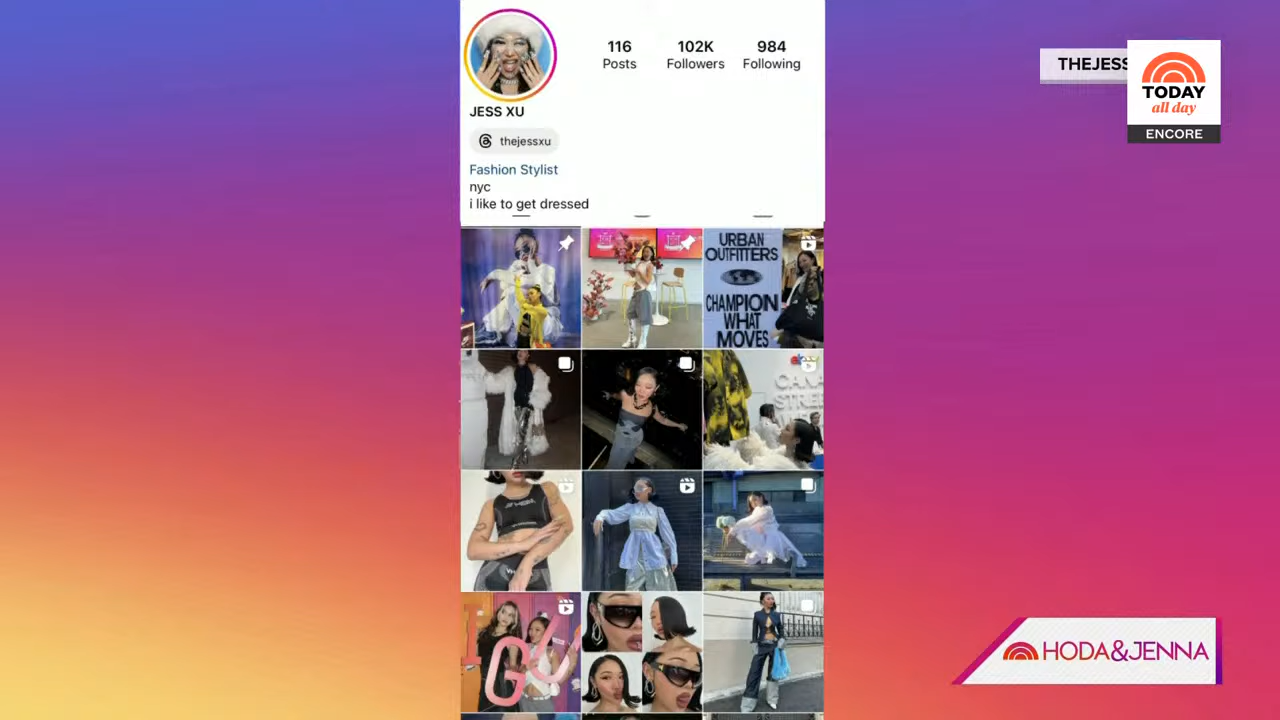 116
Posts
102K
Followers
984
Following
JESS XU
thejessxu
Fashion Stylist
nyc
i like to get dressed
THEJESS
TODAY
all day
ENCORE
URBAN
OUTFITTERS
CHAMPION
WHAT
MOVES
HODA&JENNA